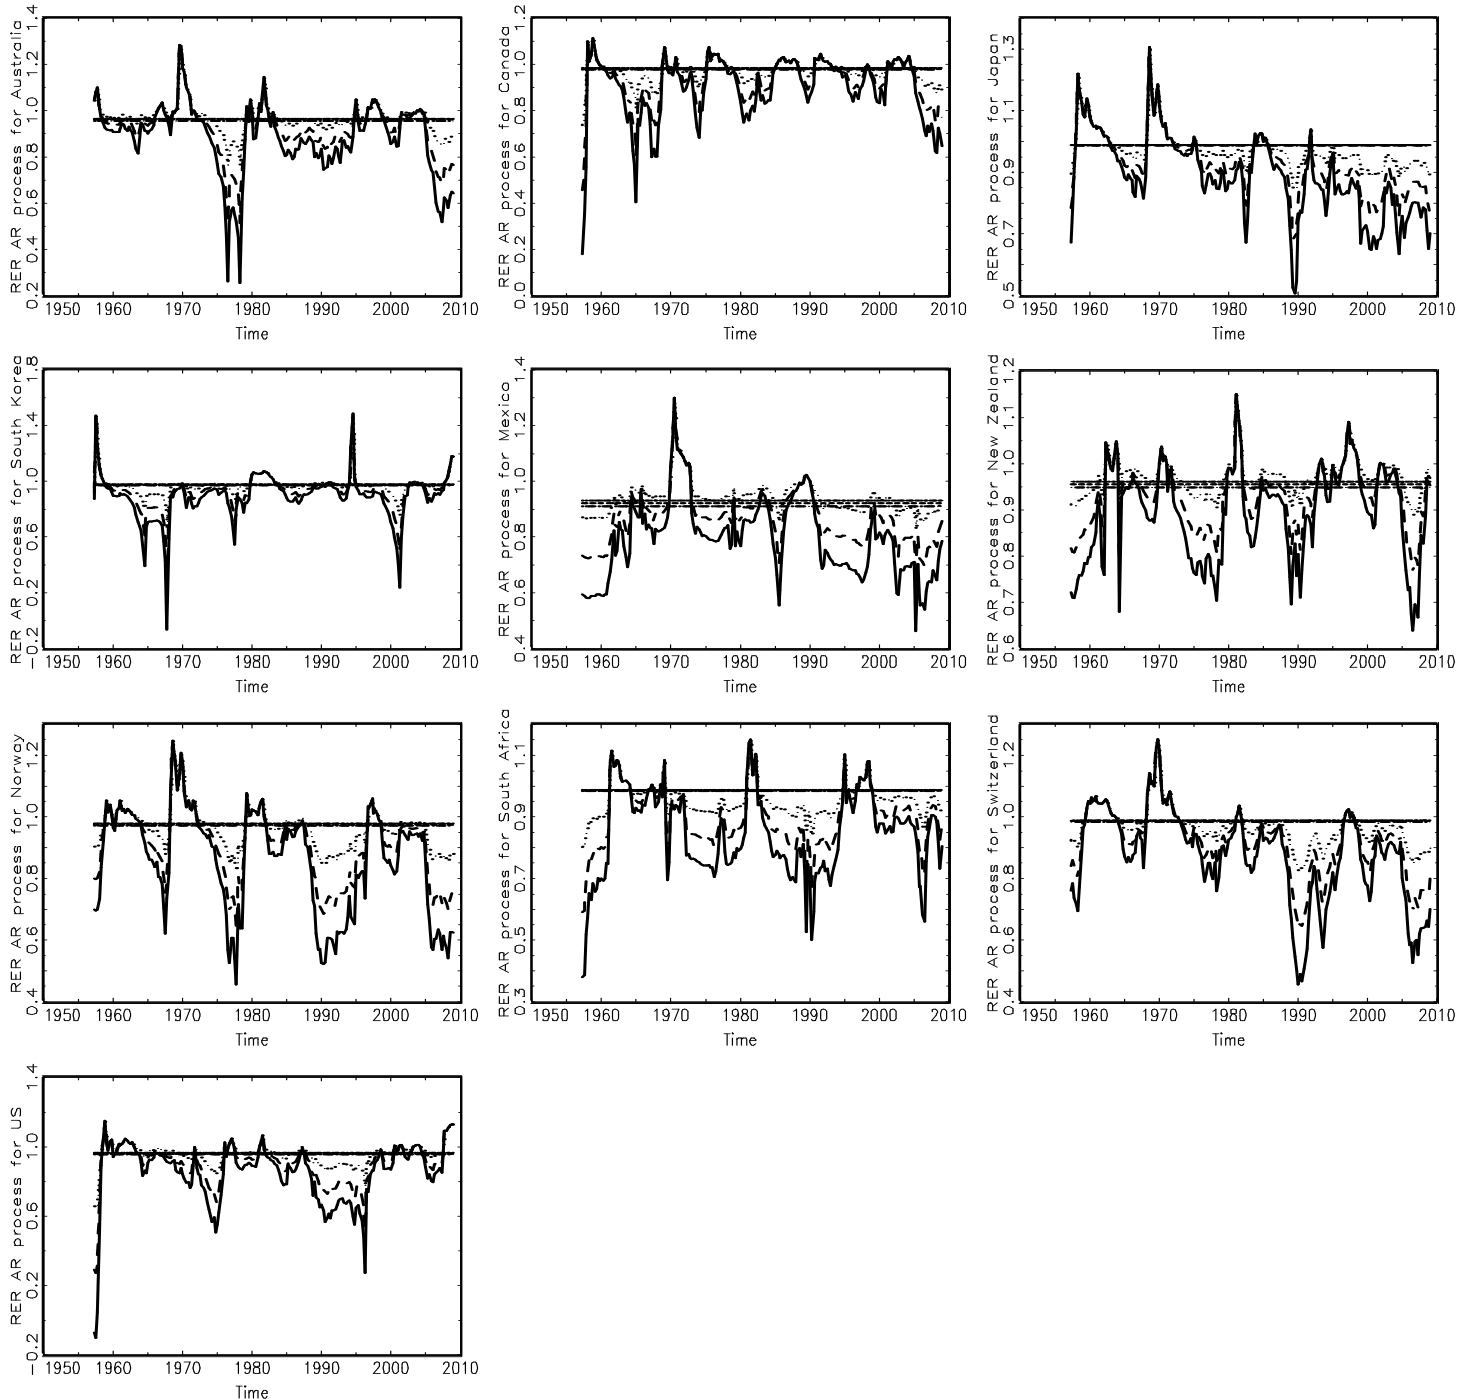 RER AR process for Australia
0.2 0.4 0.6 0.8 1.0 1.2 1.4
1950 1960 1970 1980 1990 2000 2010
Time
RER AR process for Canada
0.0 0.2 0.4 0.6 0.8 1.0 1.2
1950 1960 1970 1980 1990 2000 2010
Time
RER AR process for Japan
0.5 0.7 0.9 1.1 1.3
1950 1960 1970 1980 1990 2000 2010
Time
RER AR process for South Korea
-0.2 0.2 0.6 1.0 1.4 1.8
1950 1960 1970 1980 1990 2000 2010
Time
RER AR process for Mexico
0.4 0.6 0.8 1.0 1.2 1.4
1950 1960 1970 1980 1990 2000 2010
Time
RER AR process for New Zealand
0.6 0.7 0.8 0.9 1.0 1.1 1.2
1950 1960 1970 1980 1990 2000 2010
Time
RER AR process for Norway
0.4 0.6 0.8 1.0 1.2
1950 1960 1970 1980 1990 2000 2010
Time
RER AR process for South Africa
0.3 0.5 0.7 0.9 1.1
1950 1960 1970 1980 1990 2000 2010
Time
RER AR process for Switzerland
0.4 0.6 0.8 1.0 1.2
1950 1960 1970 1980 1990 2000 2010
Time
RER AR process for US
-0.2 0.2 0.6 1.0 1.4
1950 1960 1970 1980 1990 2000 2010
Time